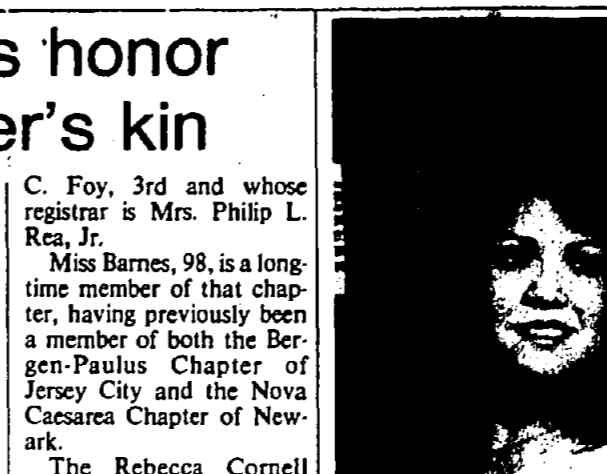 s honor
er's kin
C. Foy, 3rd and whose
registrar is Mrs. Philip L.
Rea, Jr.
Miss Barnes, 98, is a long-
time member of that chap-
ter, having previously been
a member of both the Ber-
gen-Paulus Chapter of
Jersey City and the Nova
Caesarea Chapter of New-
ark.
The Rebecca Cornell